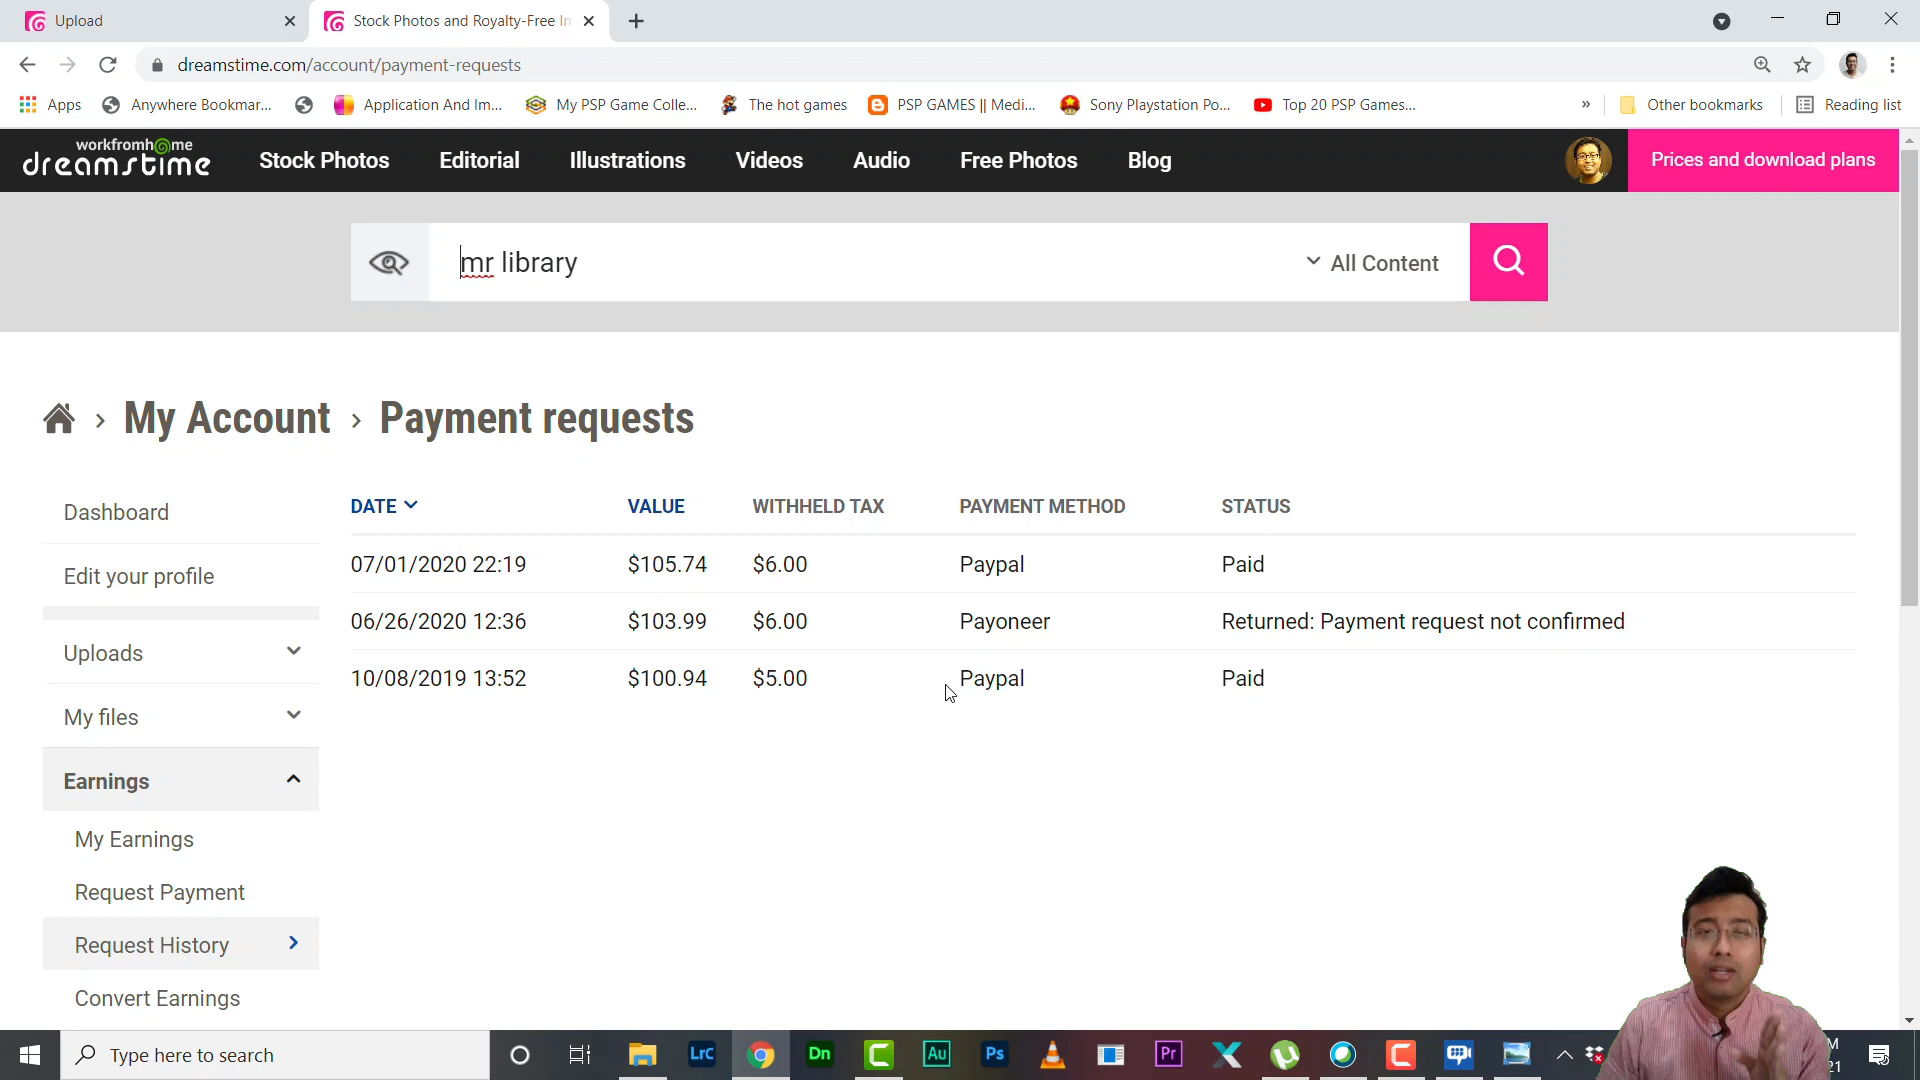 Upload
Stock Photos and Royalty-Free Im
dreamstime.com/account/payment-requests
Apps
Anywhere Bookmar...
Application And Im...
My PSP Game Colle...
The hot games
PSP GAMES || Medi...
Sony Playstation Po...
Top 20 PSP Games...
»
Other bookmarks
Reading list
workfromhome
dreamstime
Stock Photos
Editorial
Illustrations
Videos
Audio
Free Photos
Blog
Prices and download plans
mr library
All Content
My Account › Payment requests
Dashboard
Edit your profile
Uploads
My files
Earnings
My Earnings
Request Payment
Request History
Convert Earnings
DATE VALUE WITHHELD TAX PAYMENT METHOD STATUS
07/01/2020 22:19 $105.74 $6.00 Paypal Paid
06/26/2020 12:36 $103.99 $6.00 Payoneer Returned: Payment request not confirmed
10/08/2019 13:52 $100.94 $5.00 Paypal Paid
Type here to search
LrC
Dn
Au
Ps
Pr
M
21